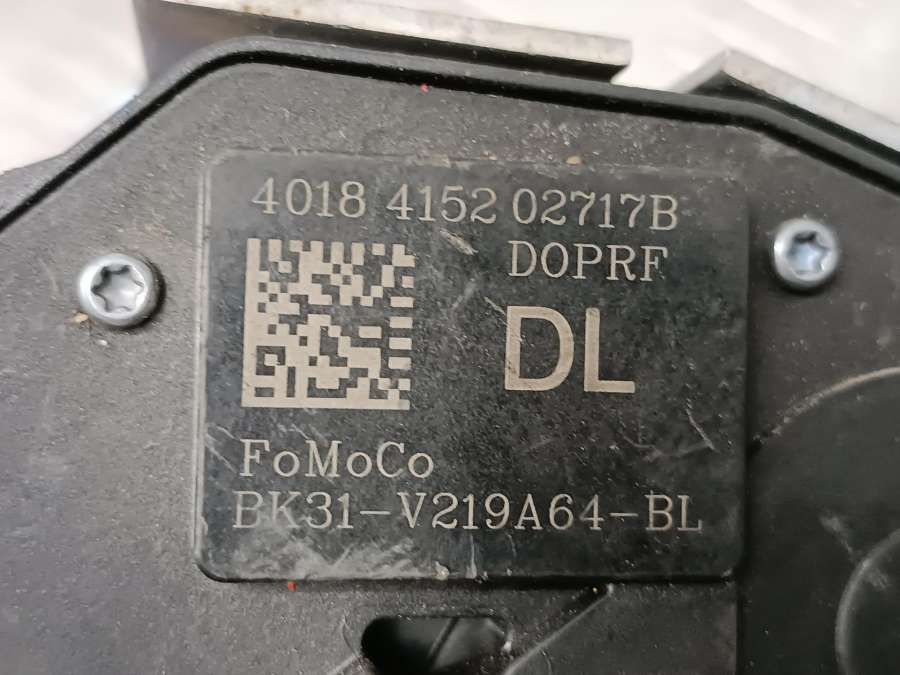 4018 4152 02717B
DOPRF
DL
FoMoCo
BK31-V219A64-BL